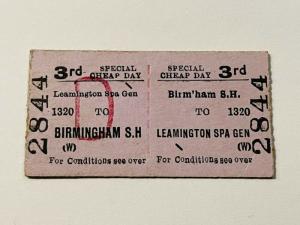 2844
3rd SPECIAL CHEAP DAY
Leamington Spa Gen
1320 TO
BIRMINGHAM S.H
(W)
For Conditions see over
D
SPECIAL CHEAP DAY 3rd
Birm'ham S.H.
TO 1320
LEAMINGTON SPA GEN
(W)
For Conditions see over
2844